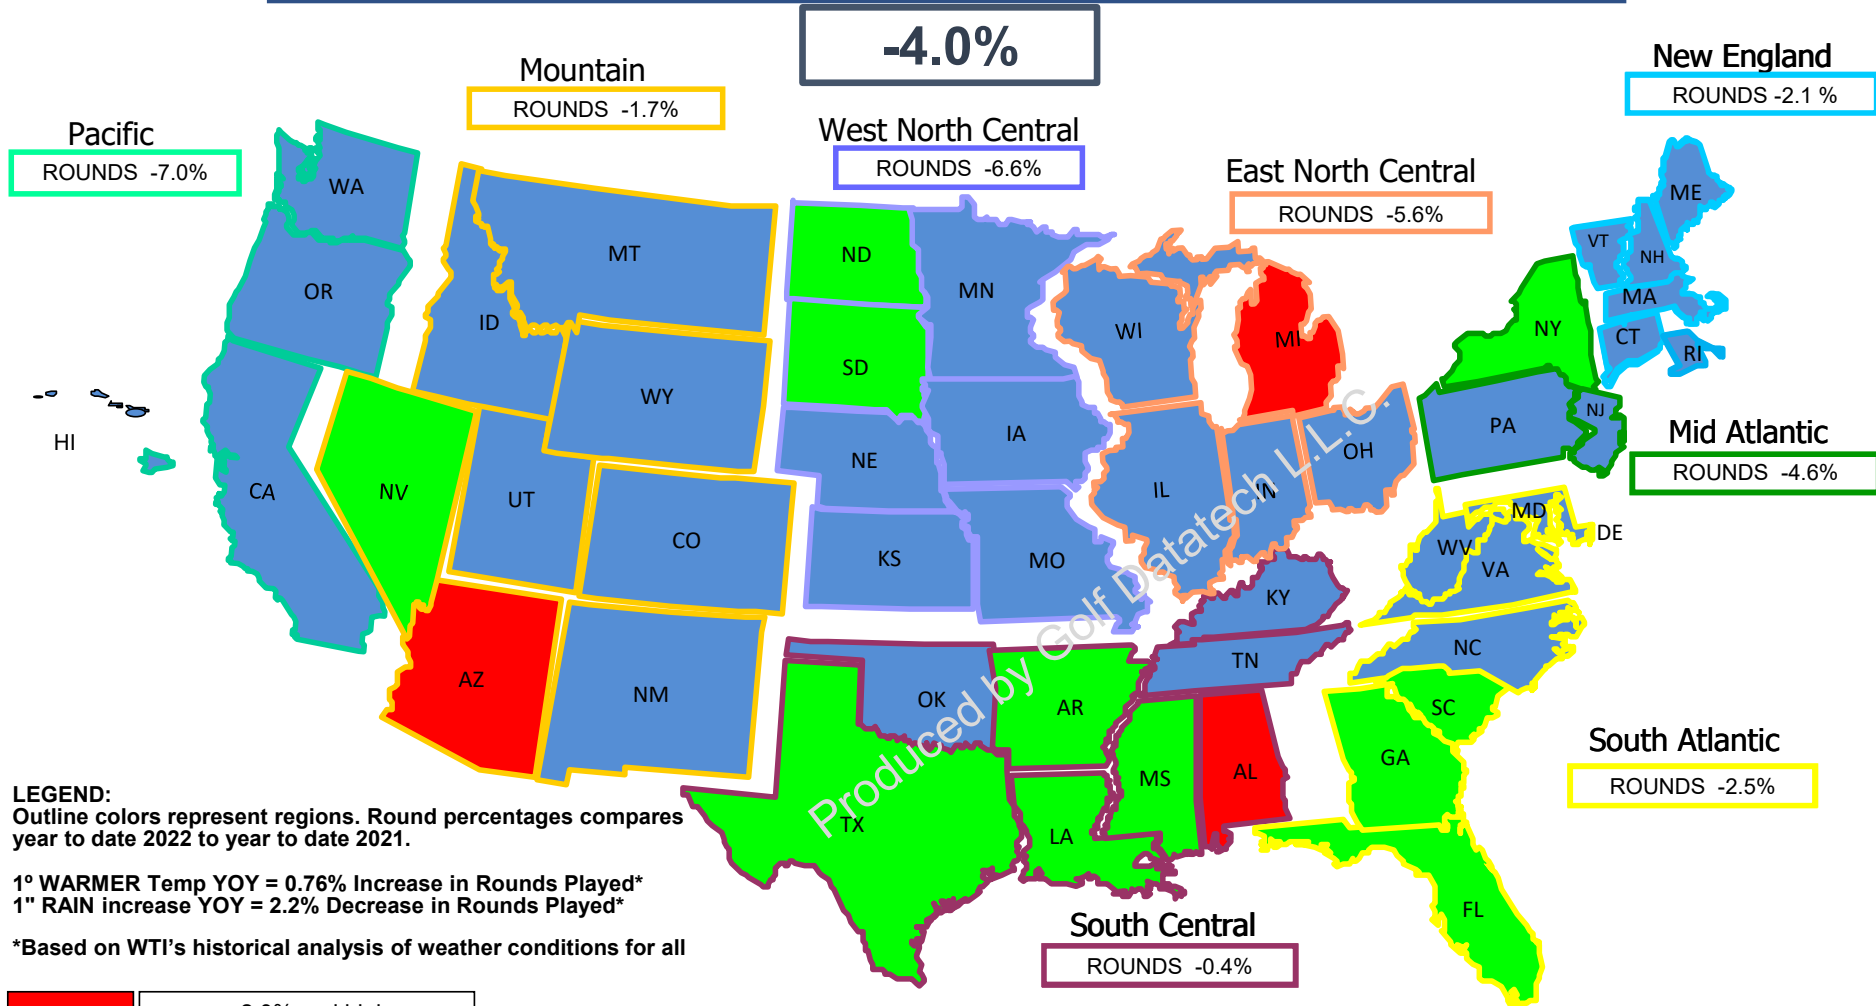 -4.0%
Mountain
ROUNDS -1.7%
New England
ROUNDS -2.1 %
Pacific
ROUNDS -7.0%
West North Central
ROUNDS -6.6%
East North Central
ROUNDS -5.6%
WA
MT
ND
MN
ME
VT
NH
OR
ID
WI
MI
NY
MA
CT
RI
SD
WY
HI
IA
NE
PA
NJ
Mid Atlantic
ROUNDS -4.6%
CA
NV
UT
CO
KS
MO
IL
IN
OH
MD
DE
WV
VA
KY
NC
TN
AZ
NM
OK
AR
SC
GA
MS
AL
TX
LA
FL
Produced by Golf Datatech L.L.C.
South Atlantic
ROUNDS -2.5%
LEGEND:
Outline colors represent regions. Round percentages compares
year to date 2022 to year to date 2021.
1º WARMER Temp YOY = 0.76% Increase in Rounds Played*
1" RAIN increase YOY = 2.2% Decrease in Rounds Played*
*Based on WTI's historical analysis of weather conditions for all
South Central
ROUNDS -0.4%